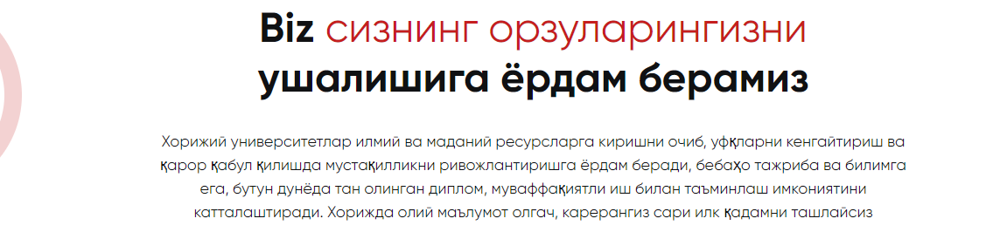 Biz сизнинг орзуларингизни
ушалишига ёрдам берамиз
Хорижий университетлар илмий ва маданий ресурсларга киришни очиб, уфқларни кенгайтириш ва
қарор қабул қилишда мустақилликни ривожлантиришга ёрдам беради, бебаҳо тажриба ва билимга
ега, бутун дунёда тан олинган диплом, муваффақиятли иш билан таъминлаш имкониятини
катталаштиради. Хорижда олий маълумот олгач, карерангиз сари илк қадамни ташлайсиз